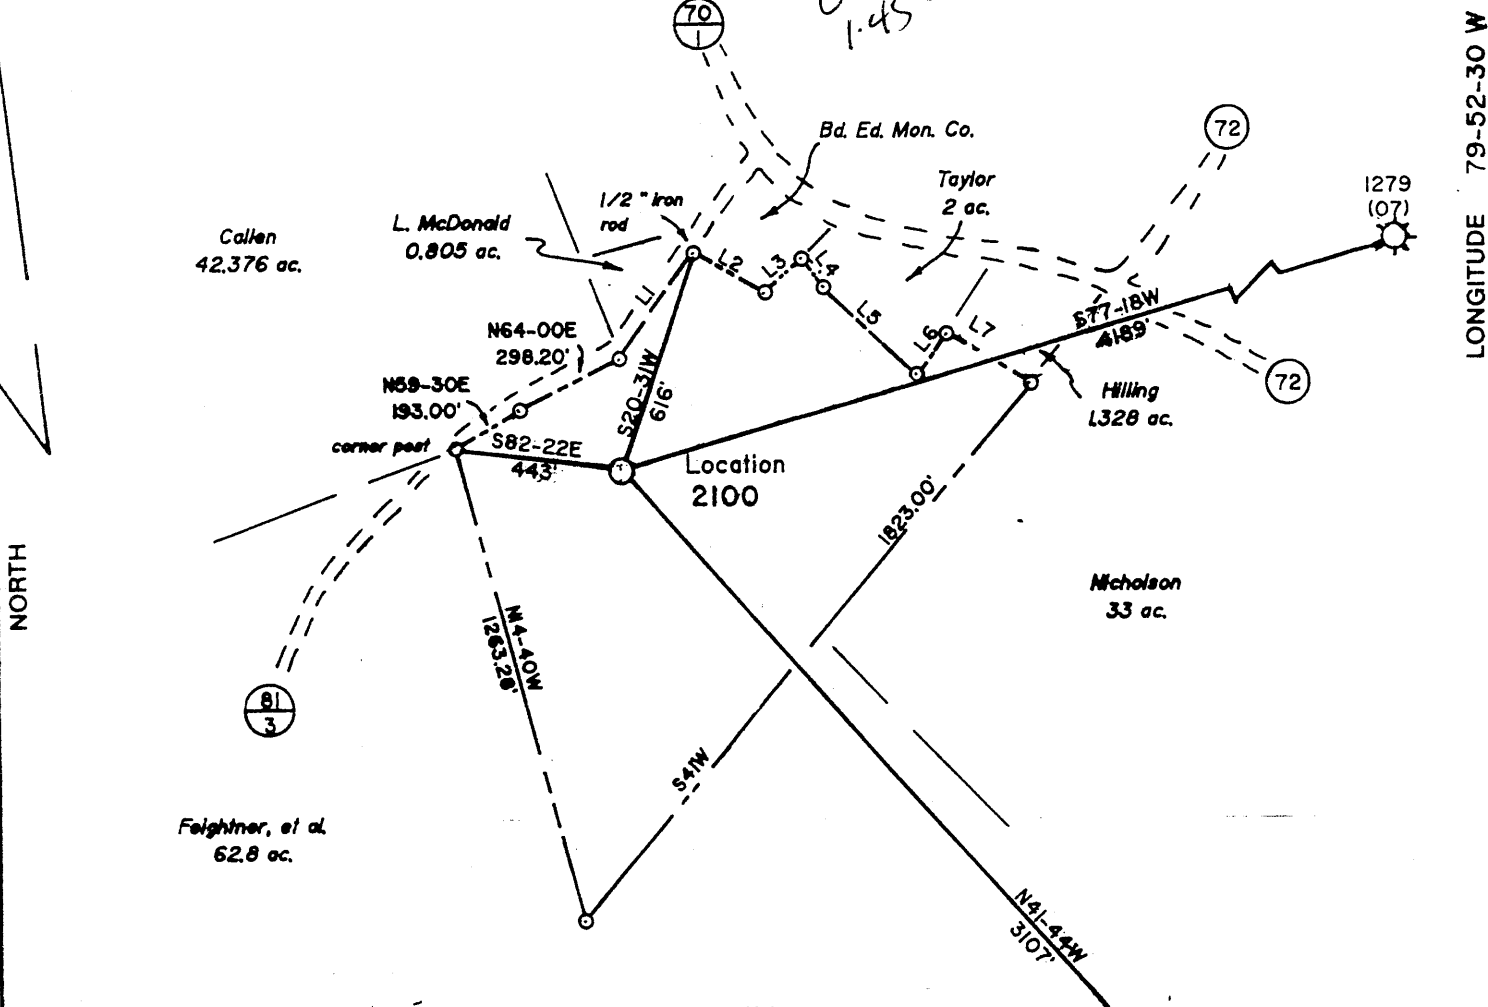 70
1
1.45
LONGITUDE 79-52-30 W
Bd. Ed. Mon. Co.
72
1279
(07)
Taylor
2 ac.
1/2 " iron
rod
L. McDonald
0.805 ac.
Callen
42.376 ac.
L2
L3
L4
L1
L5
L6
L7
S77-18W
4189'
N64-00E
298.20'
S20-31W
616'
72
Hilling
1.328 ac.
N59-30E
193.00'
corner post
S82-22E
443'
Location
2100
1823.00'
NORTH
Nicholson
33 ac.
N14-40W
1263.26'
81
3
S41W
Feightner, et al.
62.8 ac.
N41-44W
3107'